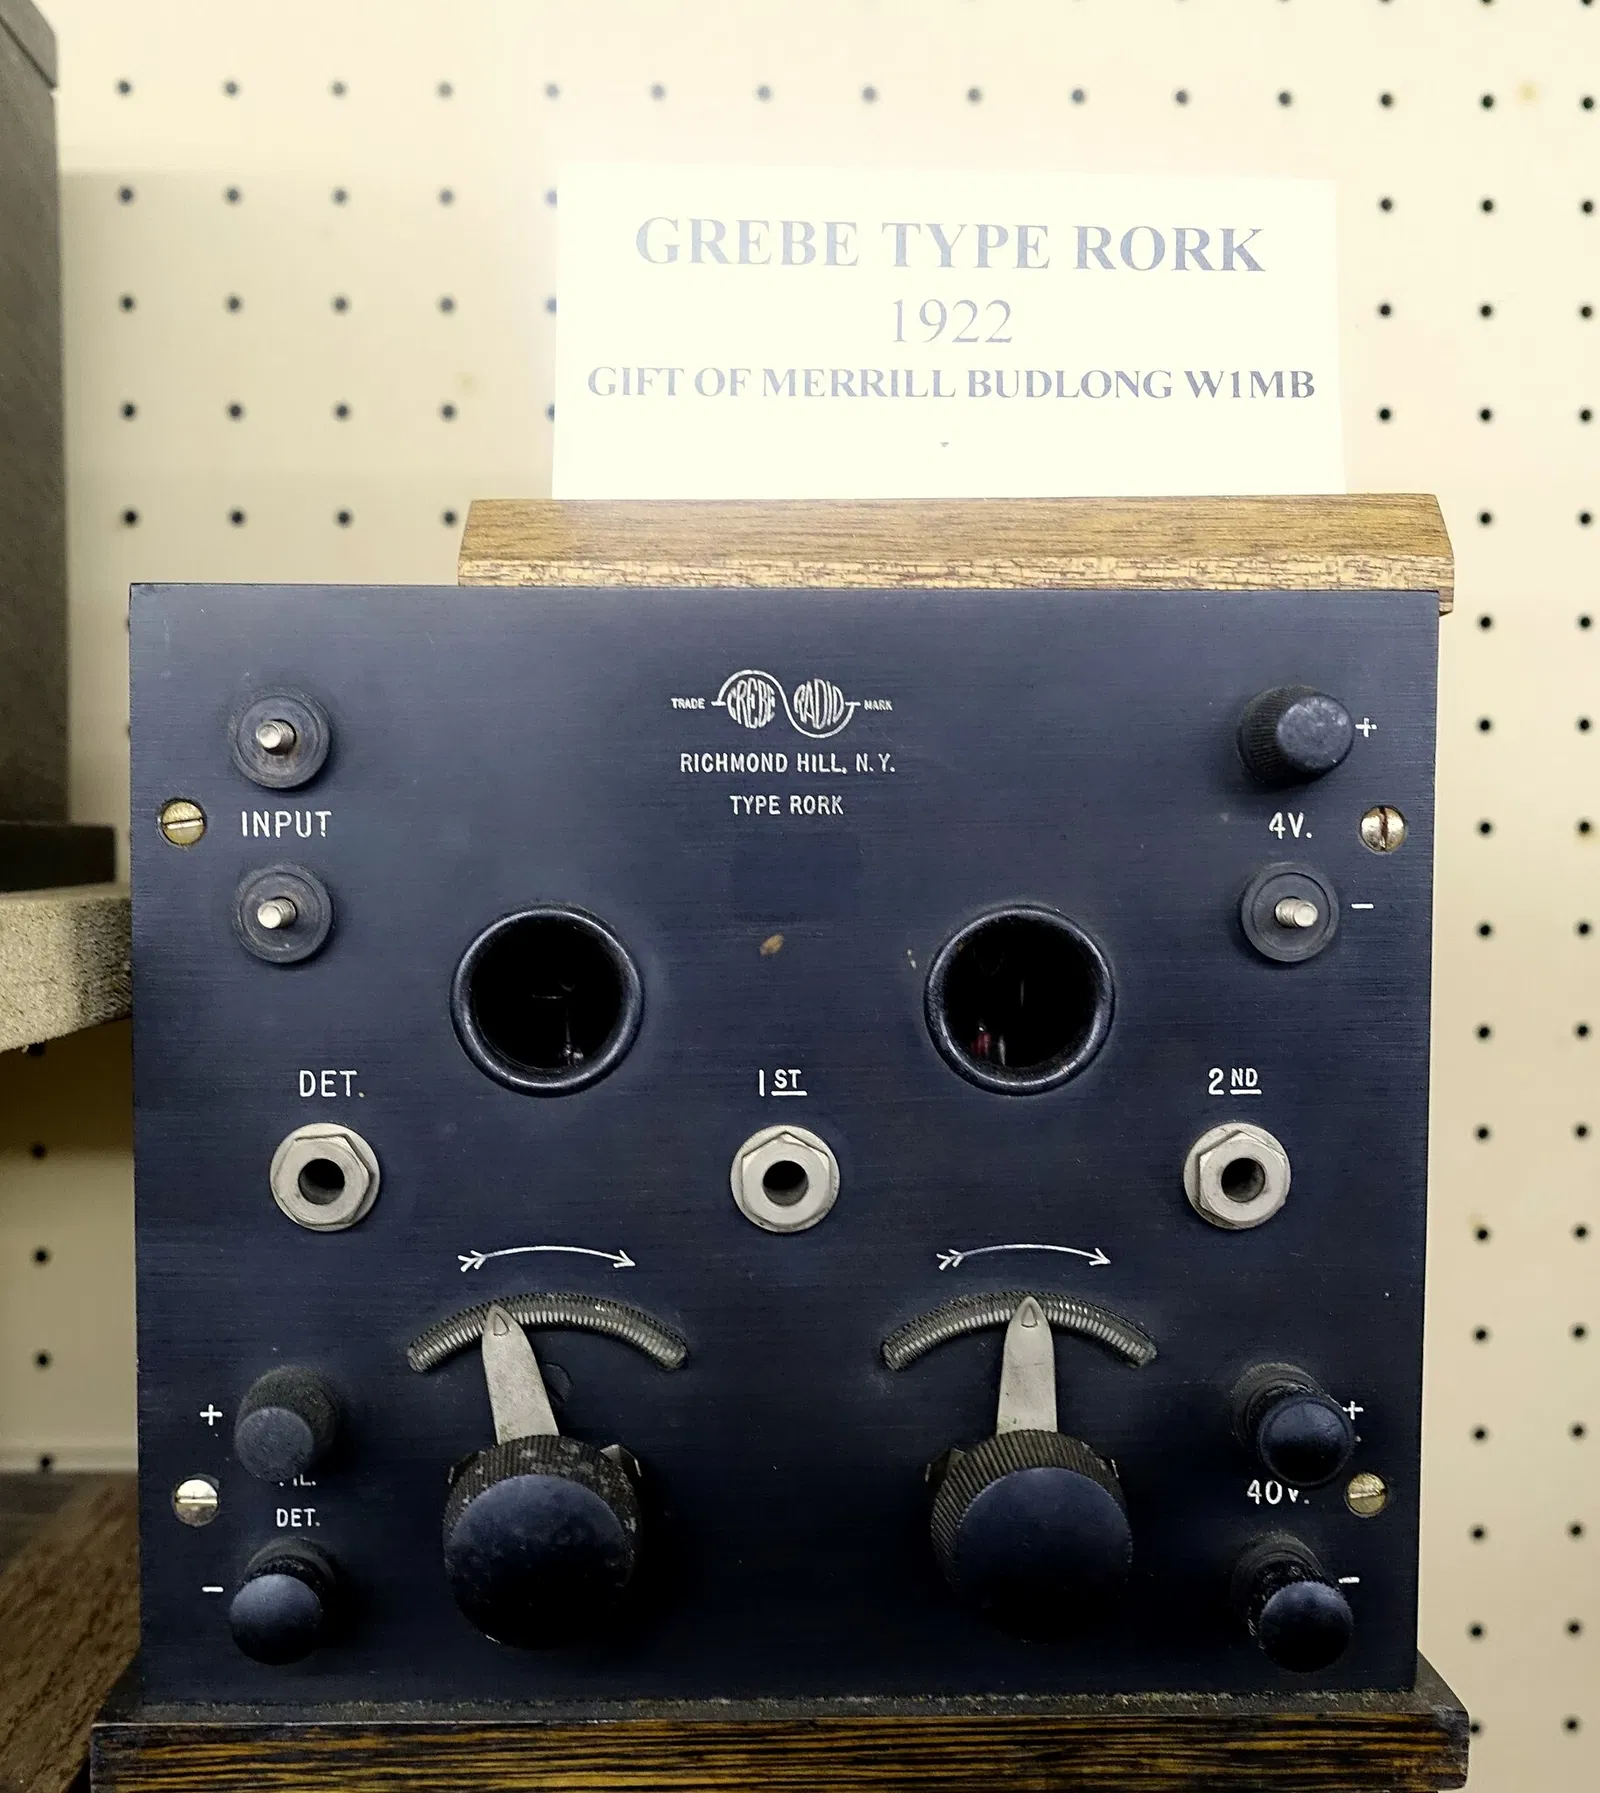 GREBE TYPE RORK
1922
GIFT OF MERRILL BUDLONG W1MB
TRADE GREBE RADIO MARK
RICHMOND HILL, N.Y.
TYPE RORK
+
INPUT
4V.
−
DET.
1ST
2ND
+
+
DET.
40V.
−
−